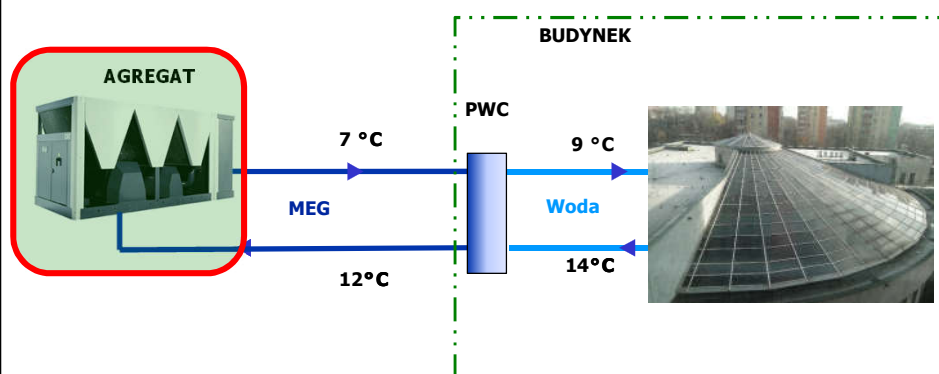 BUDYNEK
AGREGAT
PWC
7 °C
9 °C
MEG
Woda
12°C
14°C